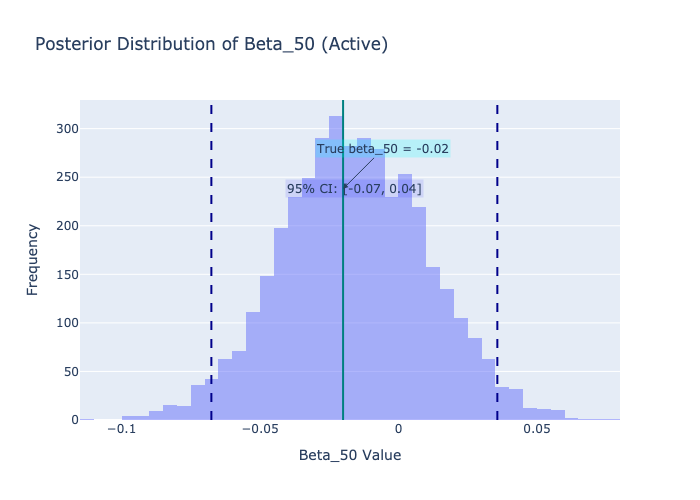 Posterior Distribution of Beta_50 (Active)
300
250
200
150
100
50
0
Frequency
True beta_50 = -0.02
95% CI: [-0.07, 0.04]
−0.1
−0.05
0
0.05
Beta_50 Value